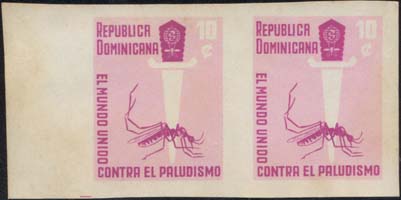 REPUBLICA
DOMINICANA
10
¢
EL MUNDO UNIDO
CONTRA EL PALUDISMO
REPUBLICA
DOMINICANA
10
¢
EL MUNDO UNIDO
CONTRA EL PALUDISMO